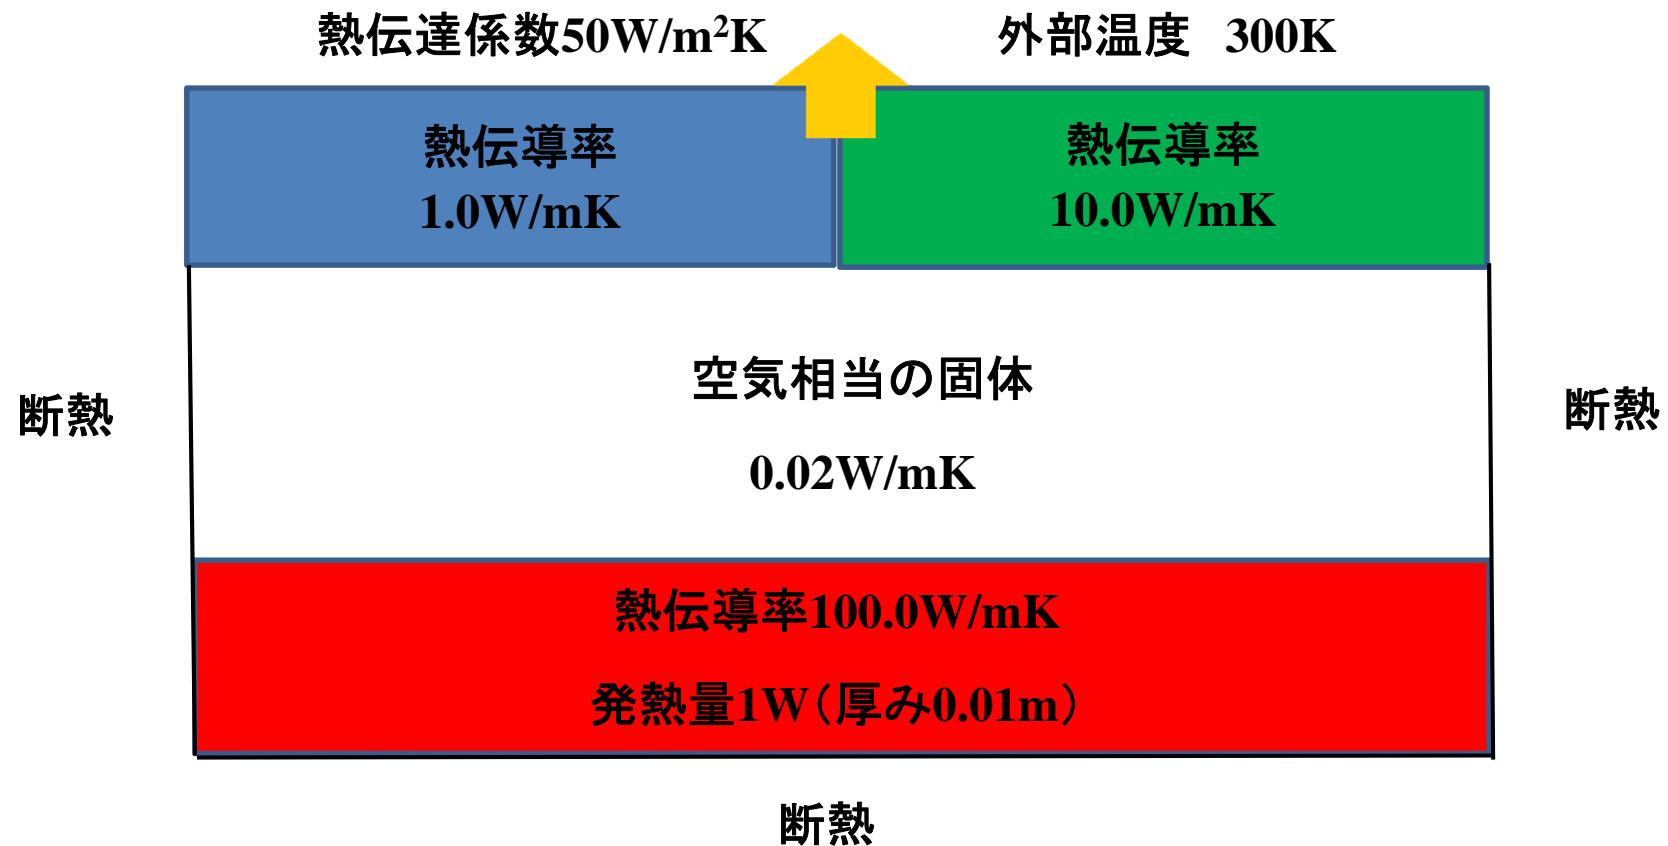 熱伝達係数50W/m²K
外部温度 300K
熱伝導率
1.0W/mK
熱伝導率
10.0W/mK
空気相当の固体
0.02W/mK
断熱
断熱
熱伝導率100.0W/mK
発熱量1W(厚み0.01m)
断熱